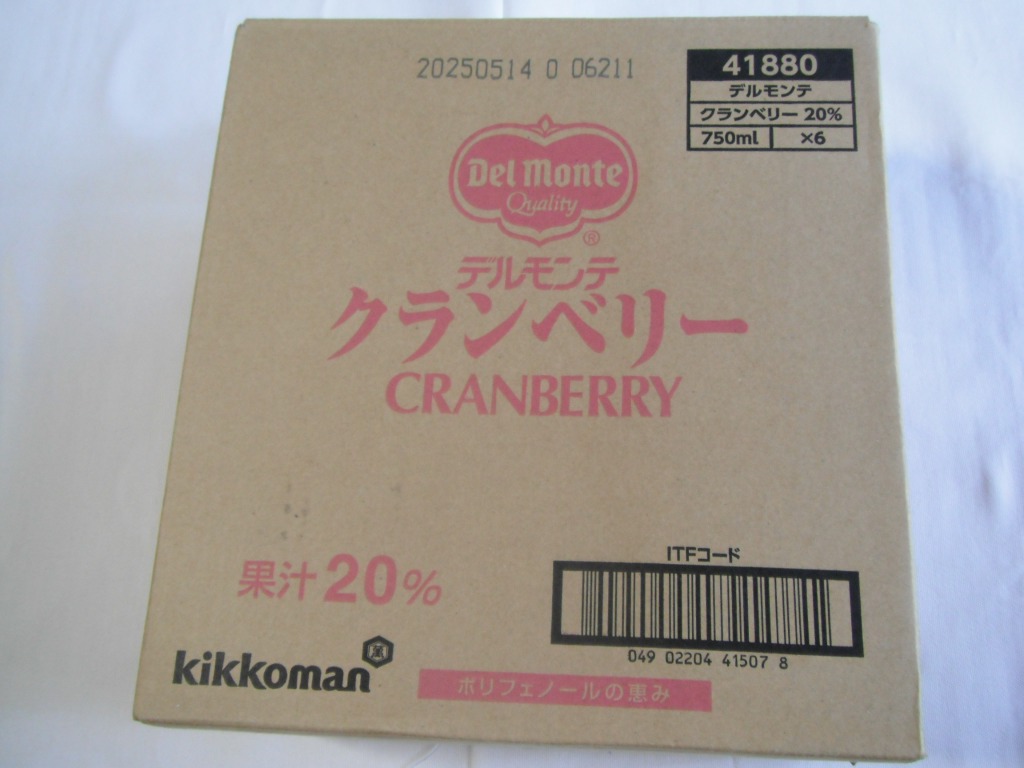 20250514 0 06211
41880
デルモンテ
クランベリー 20%
750ml ×6
Del Monte
Quality
®
デルモンテ
クランベリー
CRANBERRY
果汁20%
ITFコード
049 02204 41507 8
kikkoman
ポリフェノールの恵み